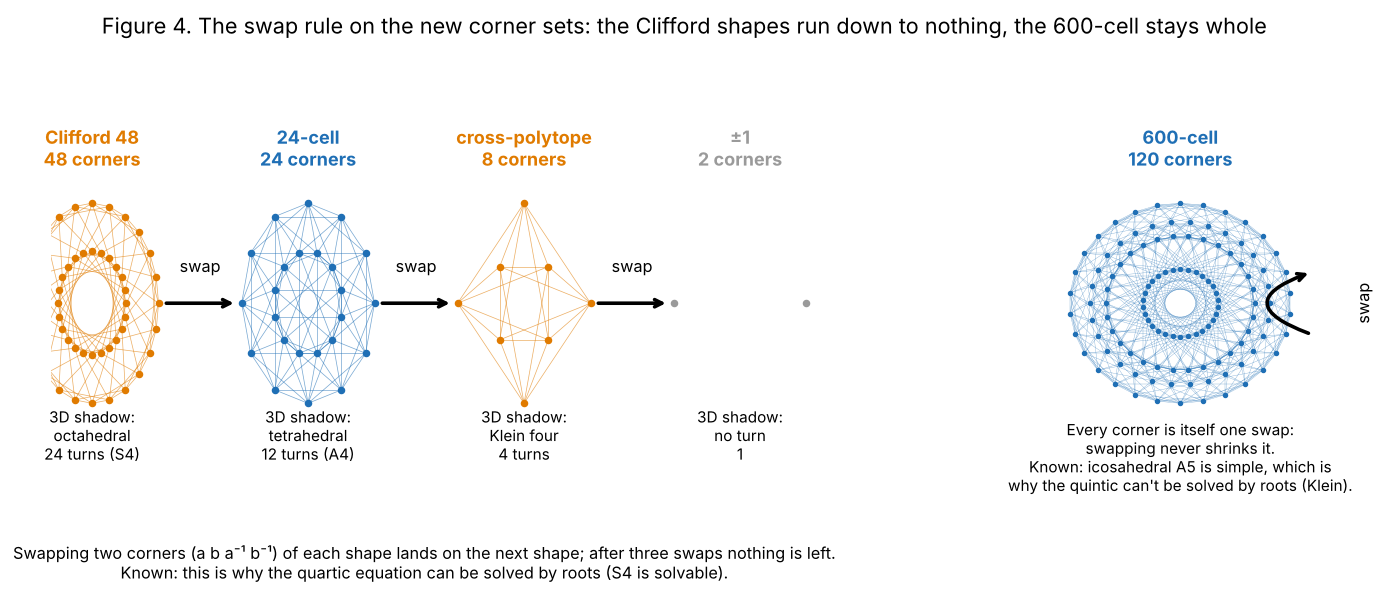 Figure 4. The swap rule on the new corner sets: the Clifford shapes run down to nothing, the 600-cell stays whole
Clifford 48
48 corners
24-cell
24 corners
cross-polytope
8 corners
±1
2 corners
600-cell
120 corners
swap
swap
swap
swap
3D shadow:
octahedral
24 turns (S4)
3D shadow:
tetrahedral
12 turns (A4)
3D shadow:
Klein four
4 turns
3D shadow:
no turn
1
Every corner is itself one swap:
swapping never shrinks it.
Known: icosahedral A5 is simple, which is
why the quintic can't be solved by roots (Klein).
Swapping two corners (a b a⁻¹ b⁻¹) of each shape lands on the next shape; after three swaps nothing is left.
Known: this is why the quartic equation can be solved by roots (S4 is solvable).